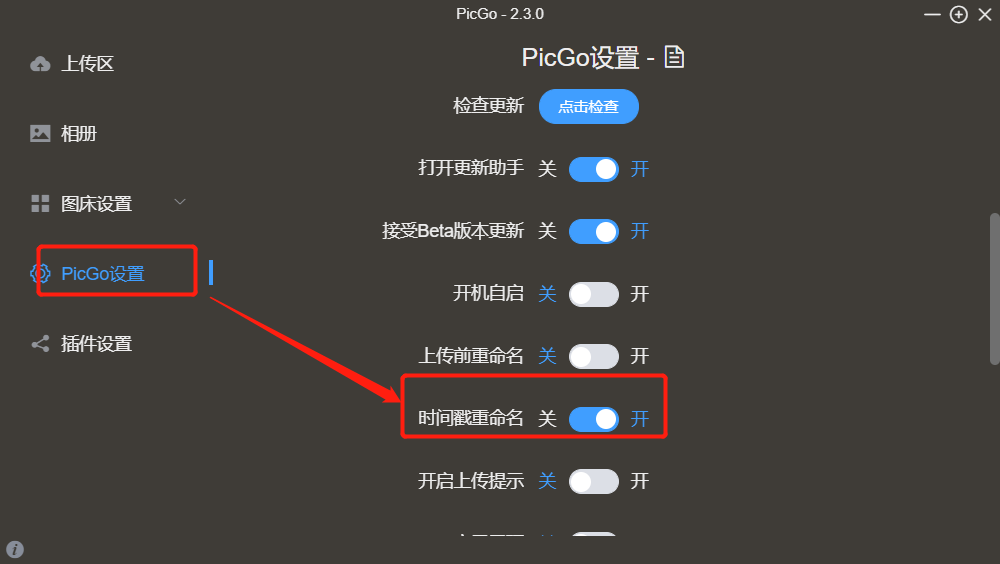 PicGo - 2.3.0
上传区
相册
图床设置
PicGo设置
插件设置
PicGo设置 -
检查更新 点击检查
打开更新助手 关 开
接受Beta版本更新 关 开
开机自启 关 开
上传前重命名 关 开
时间戳重命名 关 开
开启上传提示 关 开